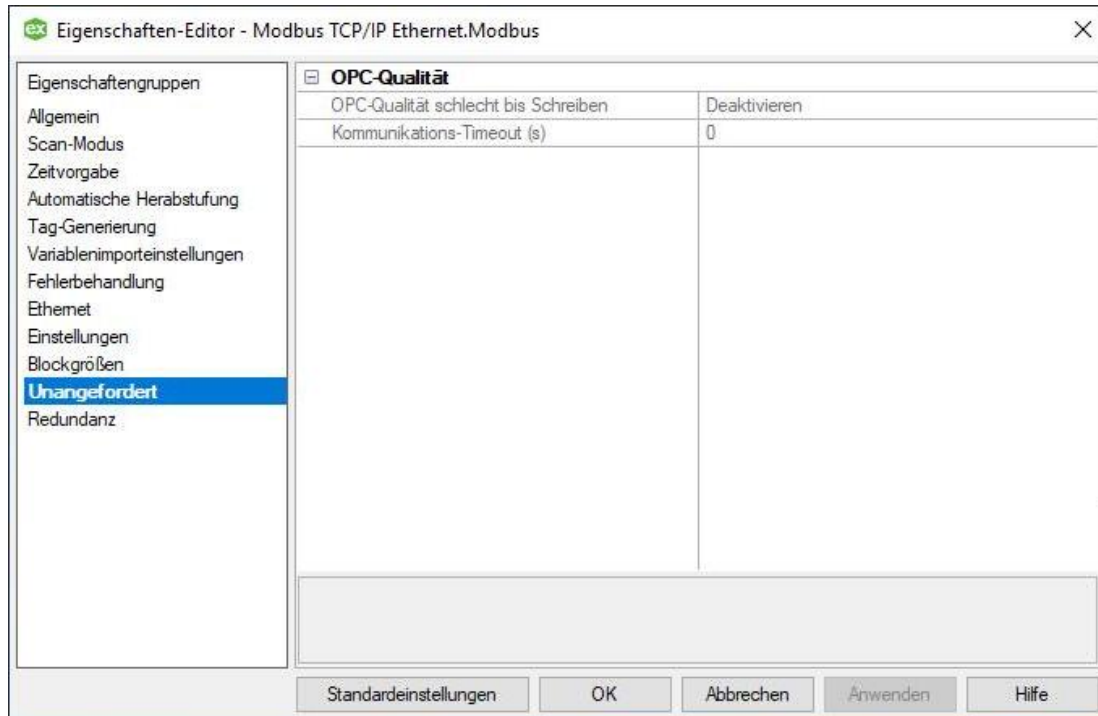 ex Eigenschaften-Editor - Modbus TCP/IP Ethernet.Modbus
Eigenschaftengruppen
Allgemein
Scan-Modus
Zeitvorgabe
Automatische Herabstufung
Tag-Generierung
Variablenimporteinstellungen
Fehlerbehandlung
Ethernet
Einstellungen
Blockgrößen
Unangefordert
Redundanz
OPC-Qualität
OPC-Qualität schlecht bis Schreiben Deaktivieren
Kommunikations-Timeout (s) 0
Standardeinstellungen OK Abbrechen Anwenden Hilfe